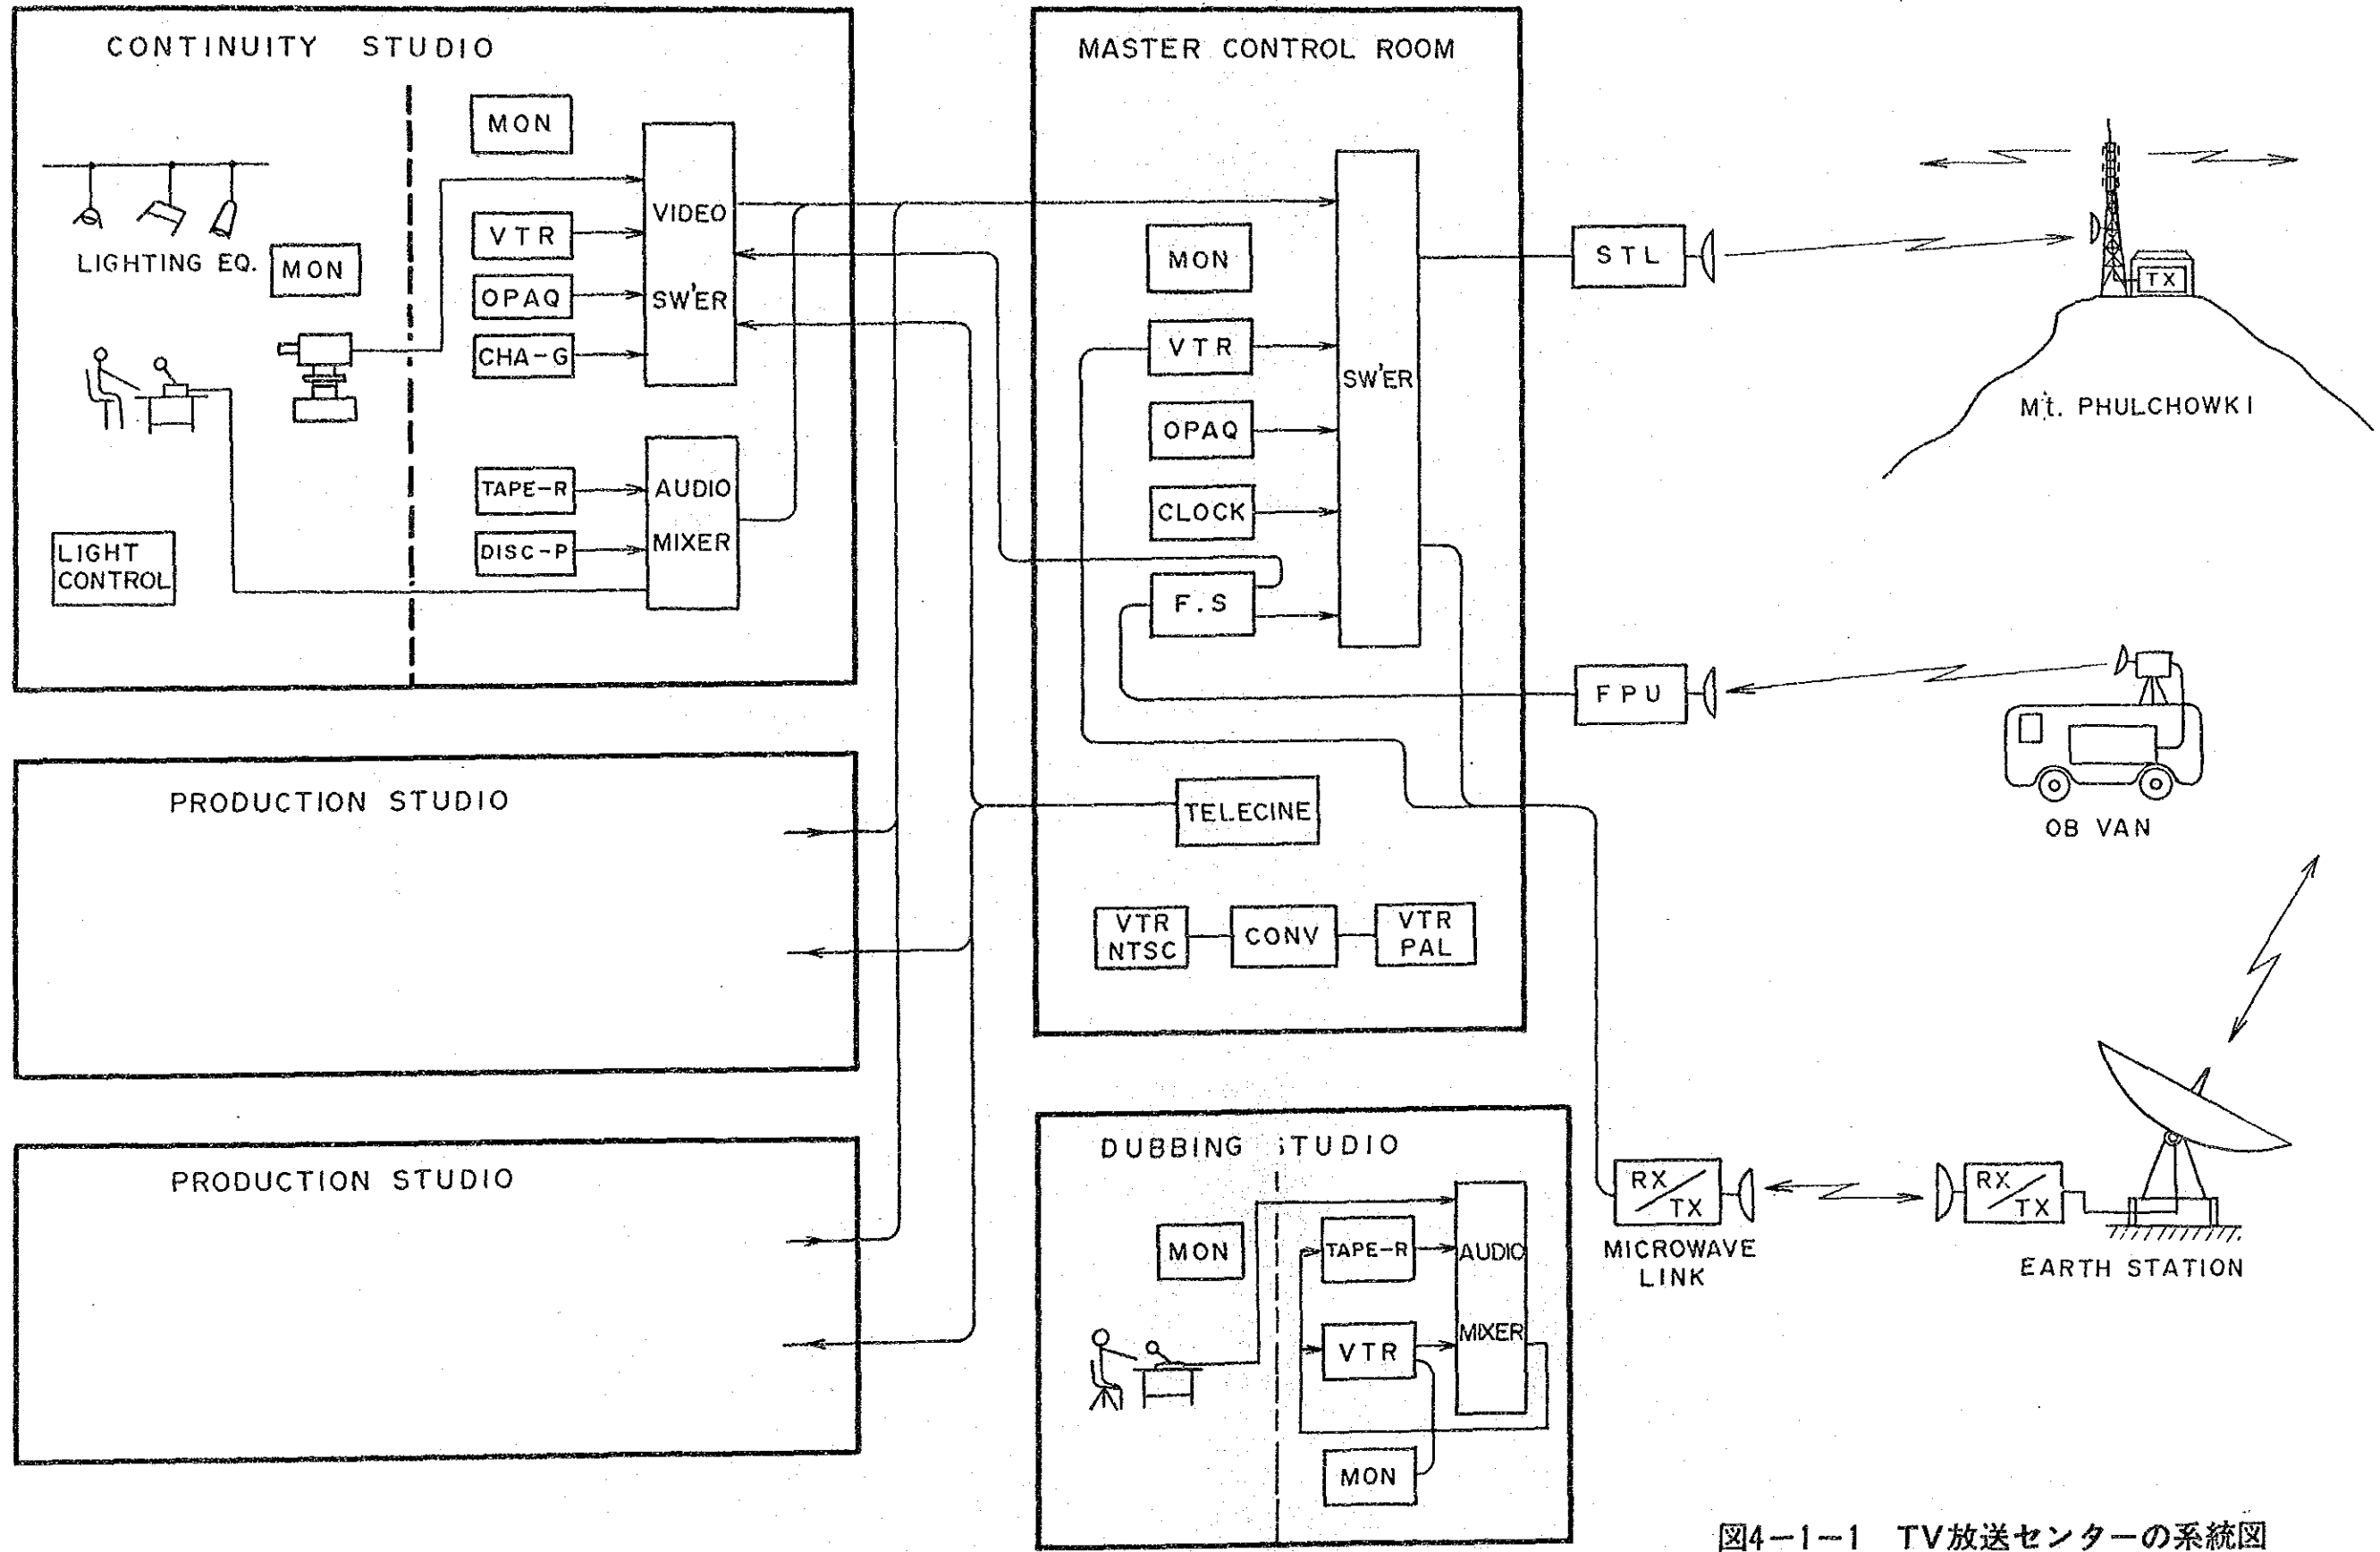 CONTINUITY STUDIO
MON
LIGHTING EQ.
MON
VTR
OPAQ
CHA-G
VIDEO
SW'ER
TAPE-R
DISC-P
AUDIO
MIXER
LIGHT
CONTROL
PRODUCTION STUDIO
PRODUCTION STUDIO
MASTER CONTROL ROOM
MON
VTR
OPAQ
CLOCK
F.S
SW'ER
TELECINE
VTR
NTSC
CONV
VTR
PAL
DUBBING STUDIO
MON
TAPE-R
VTR
AUDIO
MIXER
MON
STL
TX
Mt. PHULCHOWKI
FPU
OB VAN
RX
TX
MICROWAVE
LINK
RX
TX
EARTH STATION
図4-1-1 TV放送センターの系統図